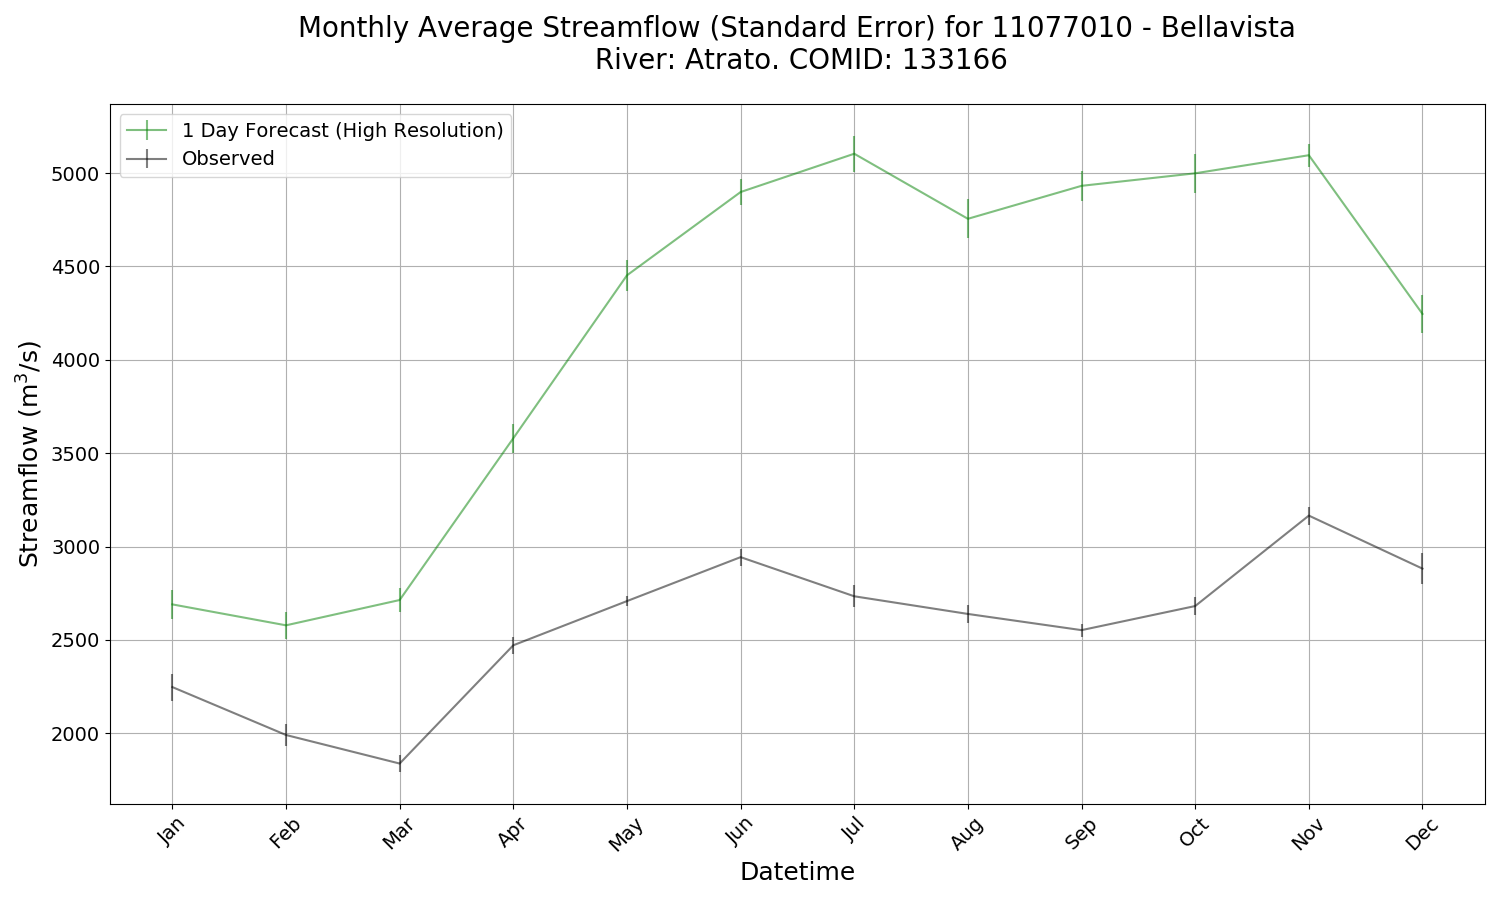 Monthly Average Streamflow (Standard Error) for 11077010 - Bellavista
River: Atrato. COMID: 133166
1 Day Forecast (High Resolution)
Observed
Streamflow (m³/s)
5000
4500
4000
3500
3000
2500
2000
Jan
Feb
Mar
Apr
May
Jun
Jul
Aug
Sep
Oct
Nov
Dec
Datetime